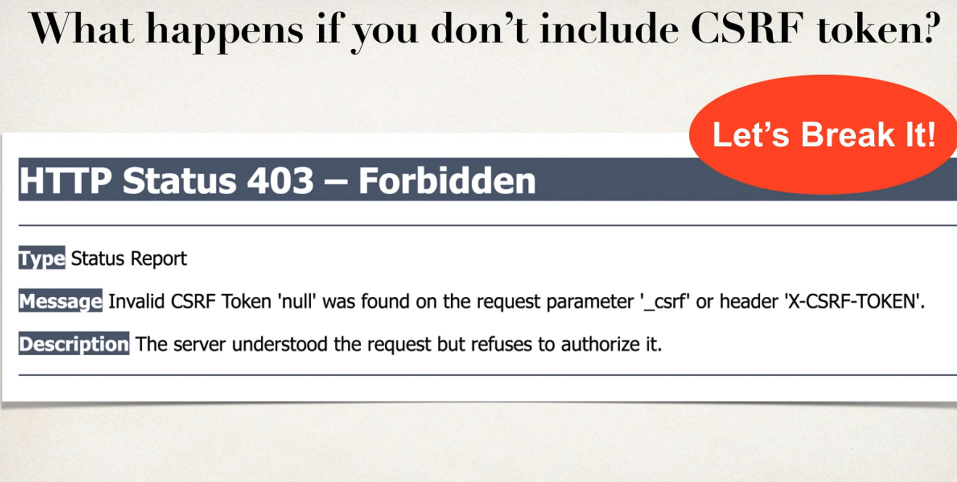 What happens if you don't include CSRF token?
Let's Break It!
HTTP Status 403 – Forbidden
Type Status Report
Message Invalid CSRF Token 'null' was found on the request parameter '_csrf' or header 'X-CSRF-TOKEN'.
Description The server understood the request but refuses to authorize it.